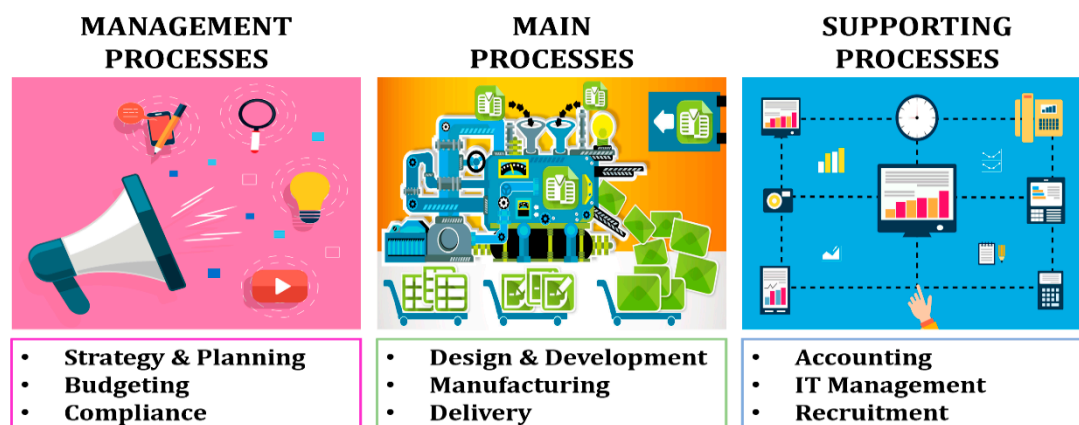 MANAGEMENT
PROCESSES
MAIN
PROCESSES
SUPPORTING
PROCESSES
• Strategy & Planning
• Budgeting
• Compliance
• Design & Development
• Manufacturing
• Delivery
• Accounting
• IT Management
• Recruitment